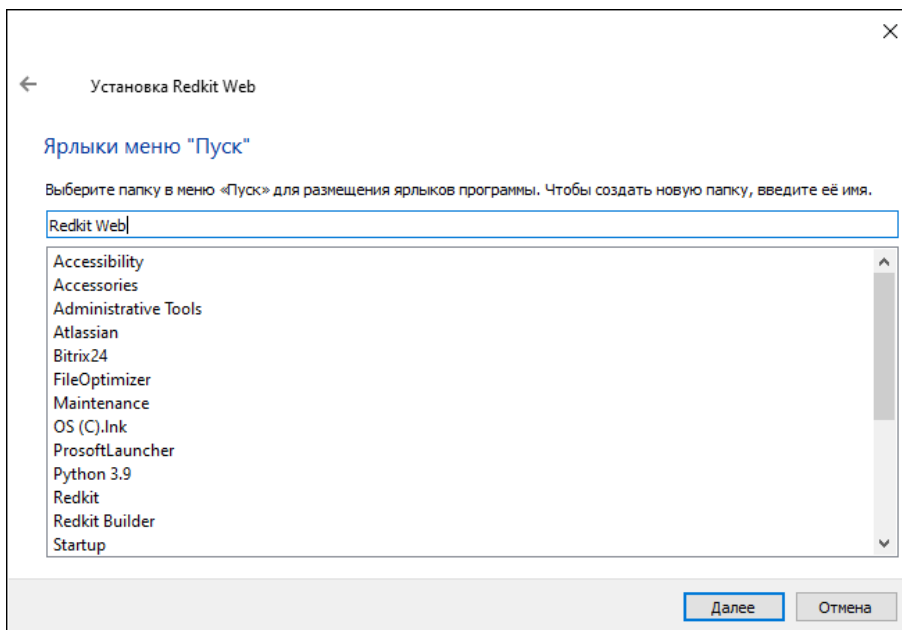 Установка Redkit Web
Ярлыки меню "Пуск"
Выберите папку в меню «Пуск» для размещения ярлыков программы. Чтобы создать новую папку, введите её имя.
Redkit Web
Accessibility
Accessories
Administrative Tools
Atlassian
Bitrix24
FileOptimizer
Maintenance
OS (C).lnk
ProsoftLauncher
Python 3.9
Redkit
Redkit Builder
Startup
Далее
Отмена